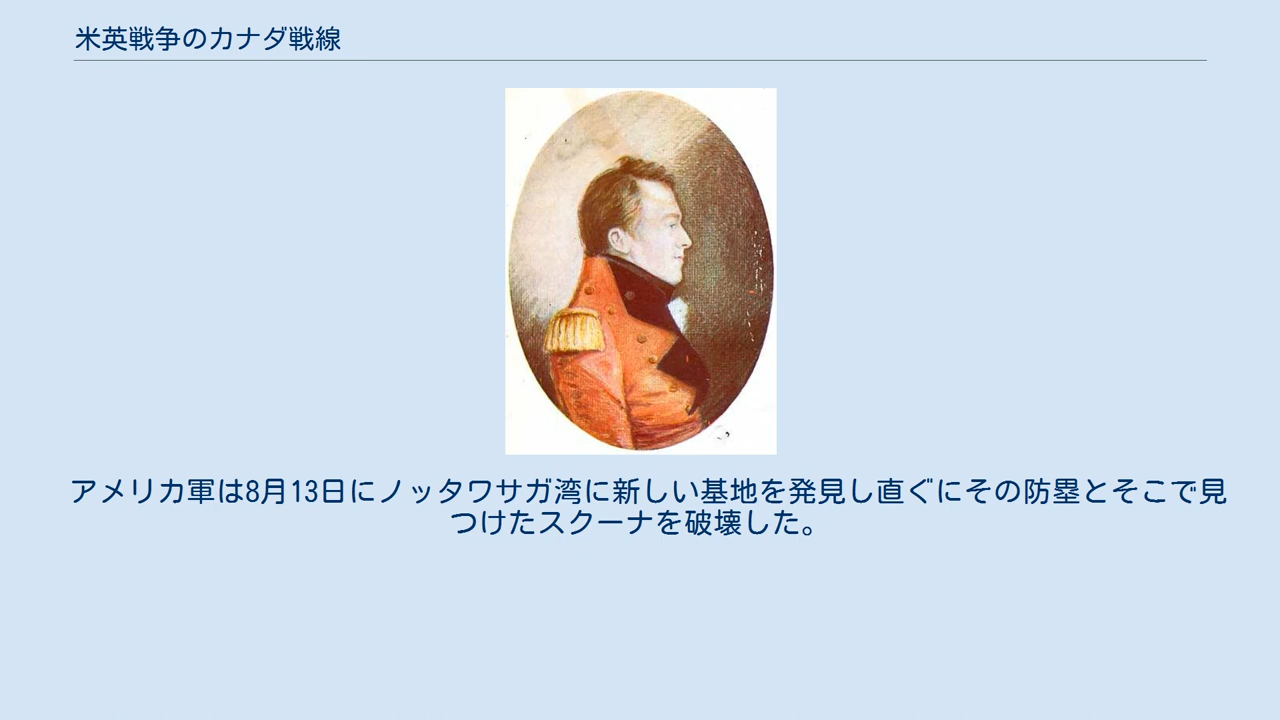 米英戦争のカナダ戦線
アメリカ軍は8月13日にノッタワサガ湾に新しい基地を発見し直ぐにその防塁とそこで見
つけたスクーナを破壊した。